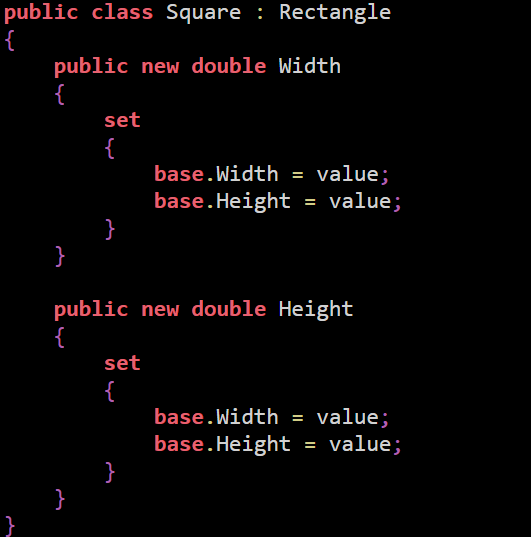 public class Square : Rectangle
{
    public new double Width
    {
        set
        {
            base.Width = value;
            base.Height = value;
        }
    }

    public new double Height
    {
        set
        {
            base.Width = value;
            base.Height = value;
        }
    }
}